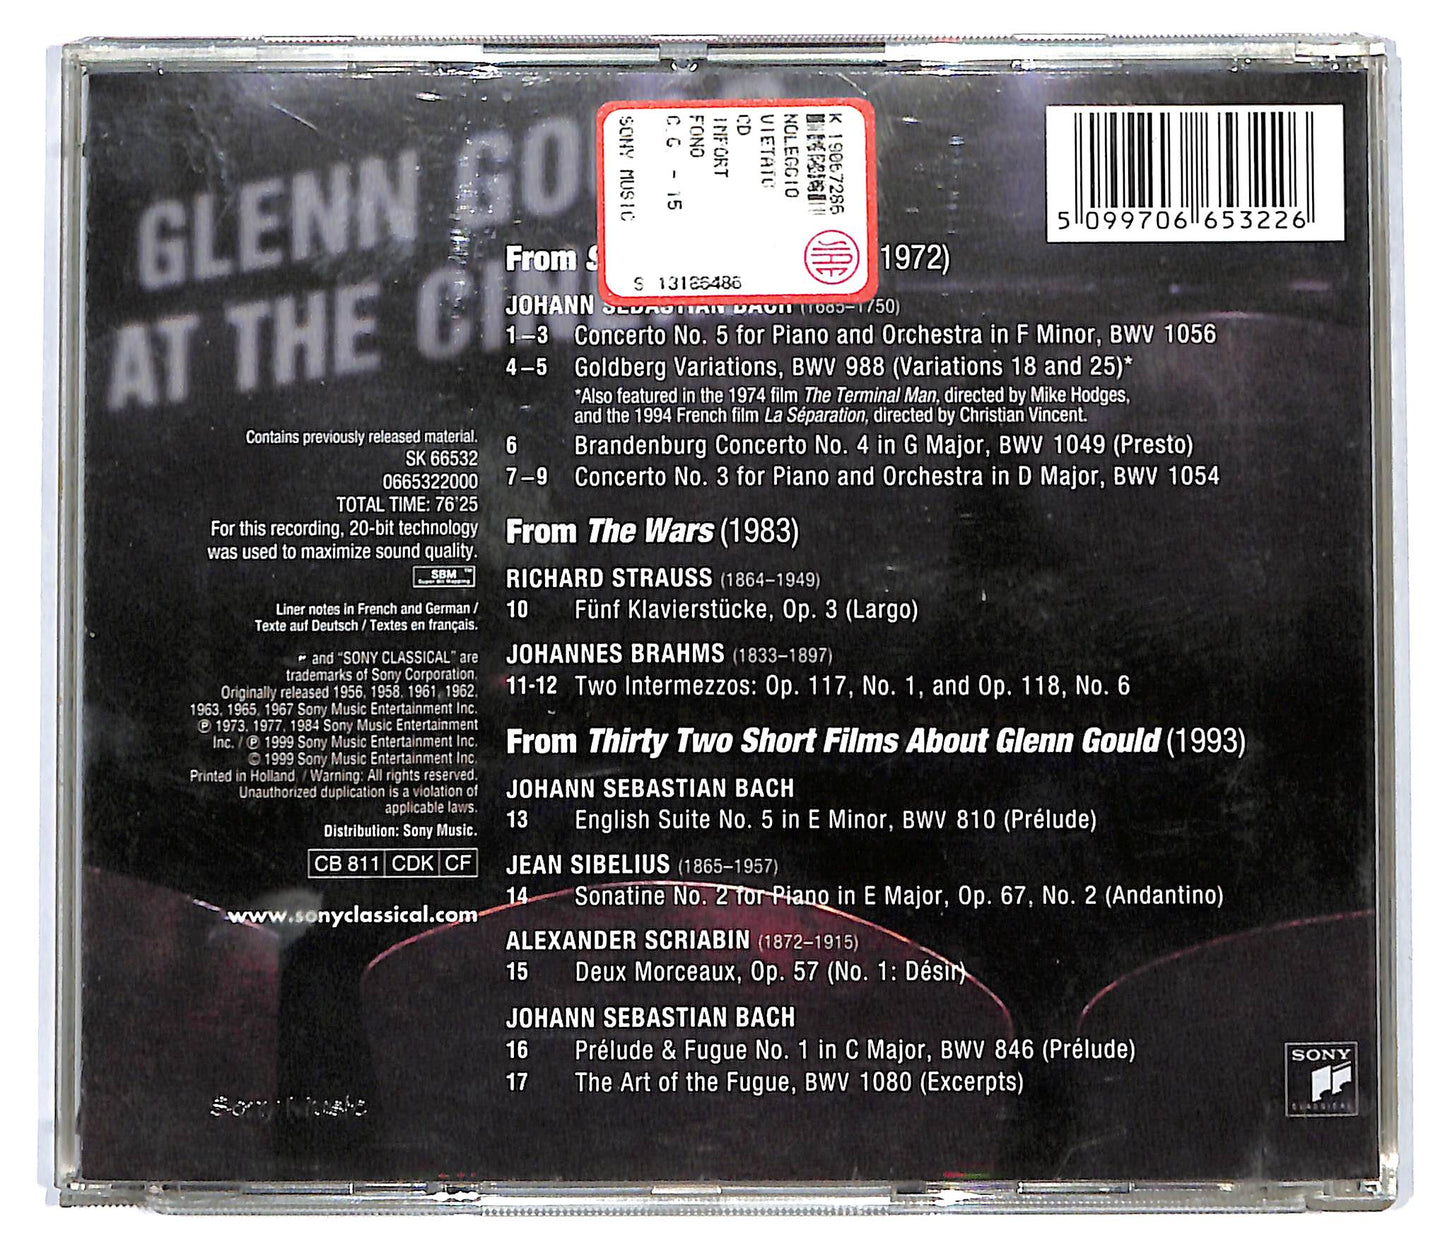 GLENN GOU
AT THE CIN
K 19067286
NOLEGGIO
VIETATO
CD
IMPORT
FONO
C.G - 15
SONY MUSIC
SIAE
S 13186486
5 099706 653226
From S 1972)
JOHANN SEBASTIAN BACH (1685–1750)
1–3 Concerto No. 5 for Piano and Orchestra in F Minor, BWV 1056
4–5 Goldberg Variations, BWV 988 (Variations 18 and 25)*
*Also featured in the 1974 film The Terminal Man, directed by Mike Hodges,
and the 1994 French film La Séparation, directed by Christian Vincent.
6 Brandenburg Concerto No. 4 in G Major, BWV 1049 (Presto)
7–9 Concerto No. 3 for Piano and Orchestra in D Major, BWV 1054
From The Wars (1983)
RICHARD STRAUSS (1864–1949)
10 Fünf Klavierstücke, Op. 3 (Largo)
JOHANNES BRAHMS (1833–1897)
11-12 Two Intermezzos: Op. 117, No. 1, and Op. 118, No. 6
From Thirty Two Short Films About Glenn Gould (1993)
JOHANN SEBASTIAN BACH
13 English Suite No. 5 in E Minor, BWV 810 (Prélude)
JEAN SIBELIUS (1865–1957)
14 Sonatine No. 2 for Piano in E Major, Op. 67, No. 2 (Andantino)
ALEXANDER SCRIABIN (1872–1915)
15 Deux Morceaux, Op. 57 (No. 1: Désir)
JOHANN SEBASTIAN BACH
16 Prélude & Fugue No. 1 in C Major, BWV 846 (Prélude)
17 The Art of the Fugue, BWV 1080 (Excerpts)
Contains previously released material.
SK 66532
0665322000
TOTAL TIME: 76'25
For this recording, 20-bit technology
was used to maximize sound quality.
SBM™
Super Bit Mapping
Liner notes in French and German /
Texte auf Deutsch / Textes en français.
and "SONY CLASSICAL" are
trademarks of Sony Corporation.
Originally released 1956, 1958, 1961, 1962,
1963, 1965, 1967 Sony Music Entertainment Inc.
℗ 1973, 1977, 1984 Sony Music Entertainment
Inc. / ℗ 1999 Sony Music Entertainment Inc.
© 1999 Sony Music Entertainment Inc.
Printed in Holland. / Warning: All rights reserved.
Unauthorized duplication is a violation of
applicable laws.
Distribution: Sony Music.
CB 811 CDK CF
www.sonyclassical.com
Sony Music
SONY
CLASSICAL